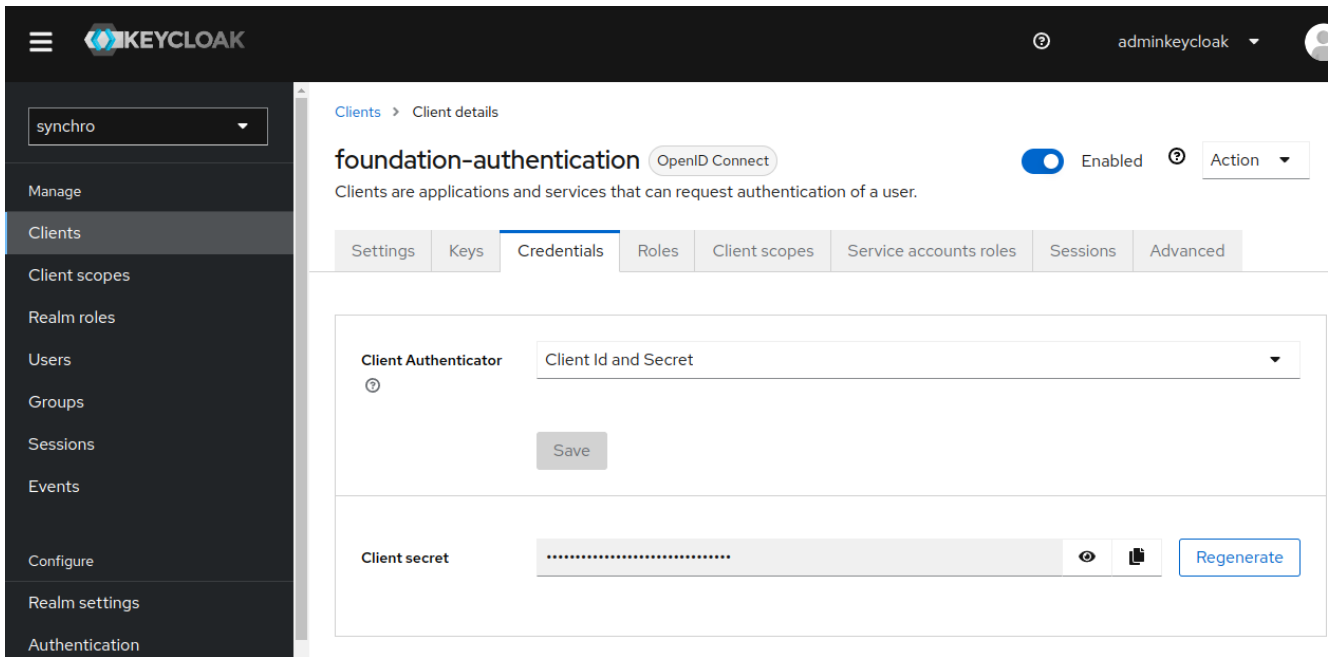 KEYCLOAK
adminkeycloak
synchro
Manage
Clients
Client scopes
Realm roles
Users
Groups
Sessions
Events
Configure
Realm settings
Authentication
Clients > Client details
foundation-authentication OpenID Connect
Enabled
Action
Clients are applications and services that can request authentication of a user.
Settings Keys Credentials Roles Client scopes Service accounts roles Sessions Advanced
Client Authenticator
Client Id and Secret
Save
Client secret
••••••••••••••••••••••••••••••••
Regenerate